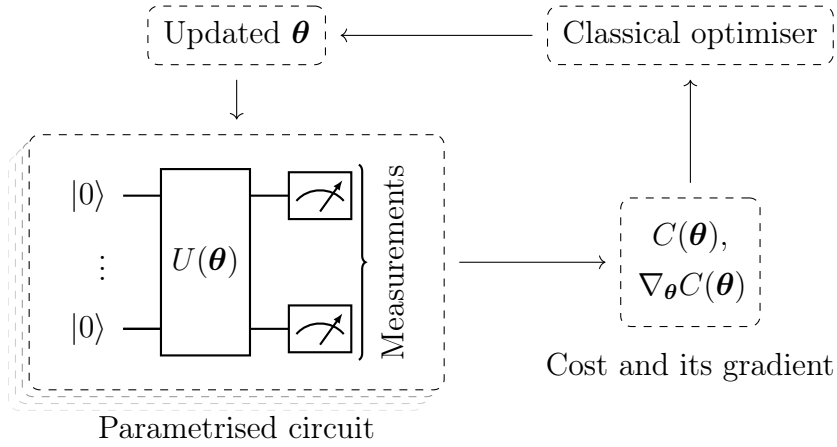 Updated 𝜽
Classical optimiser
|0⟩
⋮
|0⟩
U(𝜽)
Measurements
C(𝜽),
∇𝜽C(𝜽)
Cost and its gradient
Parametrised circuit